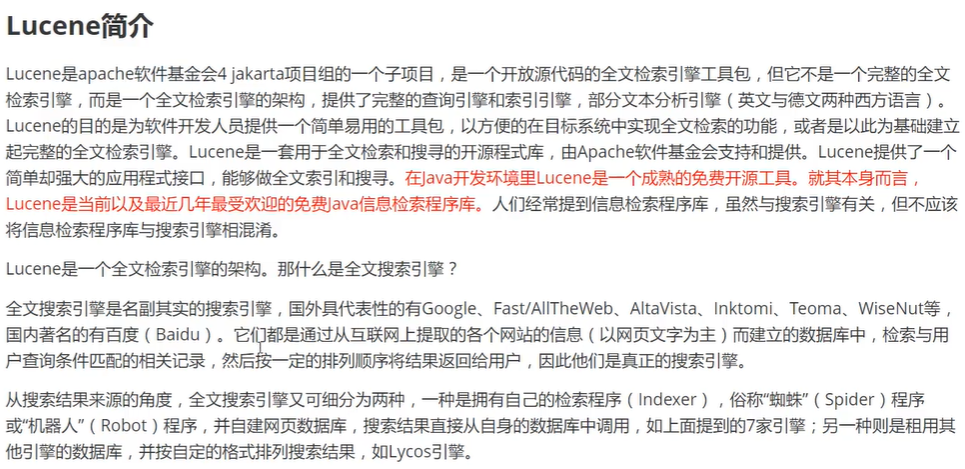 Lucene简介
Lucene是apache软件基金会4 jakarta项目组的一个子项目，是一个开放源代码的全文检索引擎工具包，但它不是一个完整的全文
检索引擎，而是一个全文检索引擎的架构，提供了完整的查询引擎和索引引擎，部分文本分析引擎（英文与德文两种西方语言）。
Lucene的目的是为软件开发人员提供一个简单易用的工具包，以方便的在目标系统中实现全文检索的功能，或者是以此为基础建立
起完整的全文检索引擎。Lucene是一套用于全文检索和搜寻的开源程式库，由Apache软件基金会支持和提供。Lucene提供了一个
简单却强大的应用程式接口，能够做全文索引和搜寻。在Java开发环境里Lucene是一个成熟的免费开源工具。就其本身而言，
Lucene是当前以及最近几年最受欢迎的免费Java信息检索程序库。人们经常提到信息检索程序库，虽然与搜索引擎有关，但不应该
将信息检索程序库与搜索引擎相混淆。
Lucene是一个全文检索引擎的架构。那什么是全文搜索引擎？
全文搜索引擎是名副其实的搜索引擎，国外具代表性的有Google、Fast/AllTheWeb、AltaVista、Inktomi、Teoma、WiseNut等，
国内著名的有百度（Baidu）。它们都是通过从互联网上提取的各个网站的信息（以网页文字为主）而建立的数据库中，检索与用
户查询条件匹配的相关记录，然后按一定的排列顺序将结果返回给用户，因此他们是真正的搜索引擎。
从搜索结果来源的角度，全文搜索引擎又可细分为两种，一种是拥有自己的检索程序（Indexer），俗称“蜘蛛”（Spider）程序
或“机器人”（Robot）程序，并自建网页数据库，搜索结果直接从自身的数据库中调用，如上面提到的7家引擎；另一种则是租用其
他引擎的数据库，并按自定的格式排列搜索结果，如Lycos引擎。